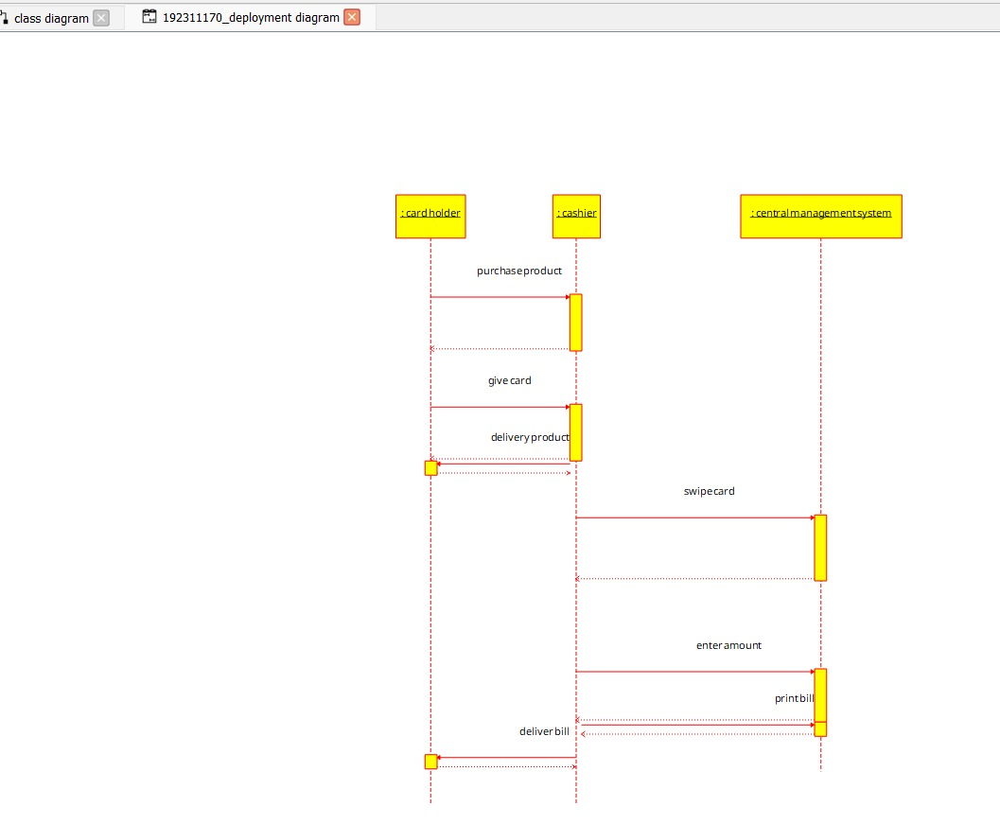 class diagram
192311170_deployment diagram
: card holder
: cashier
: central management system
purchase product
give card
delivery product
swipe card
enter amount
print bill
deliver bill